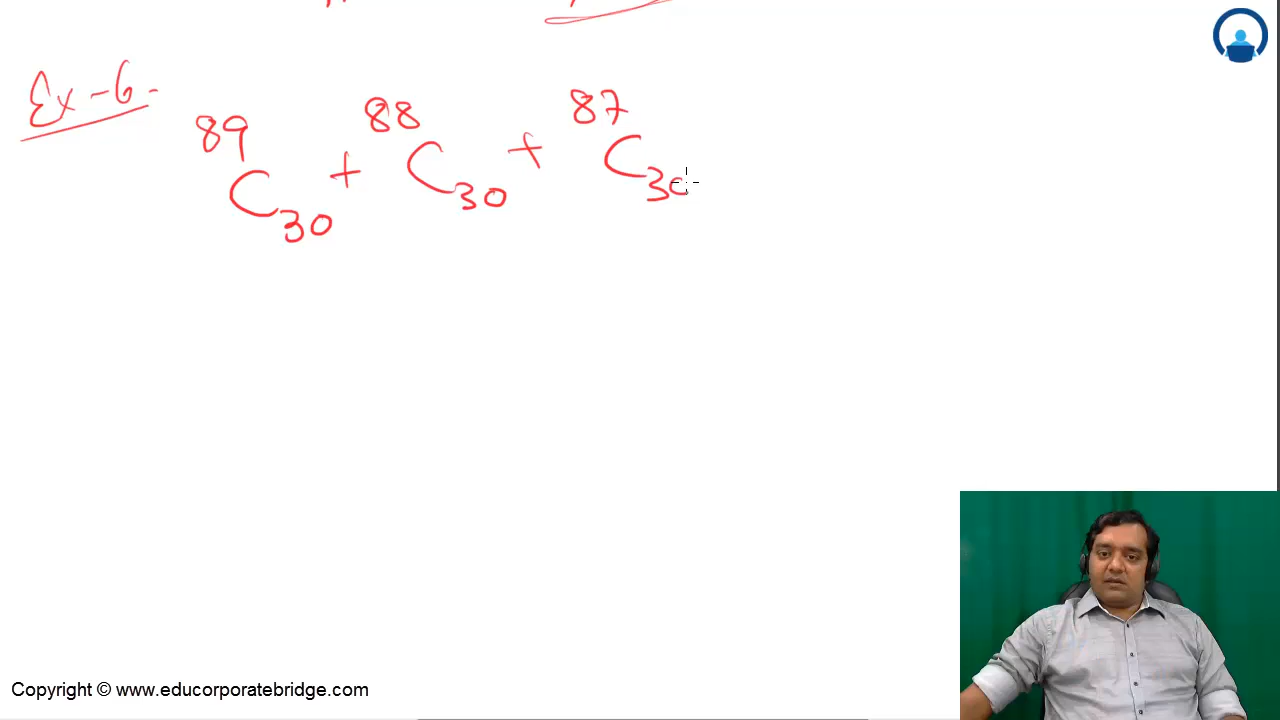 Ex-6.
⁸⁹C₃₀ + ⁸⁸C₃₀ + ⁸⁷C₃₀
Copyright © www.educorporatebridge.com